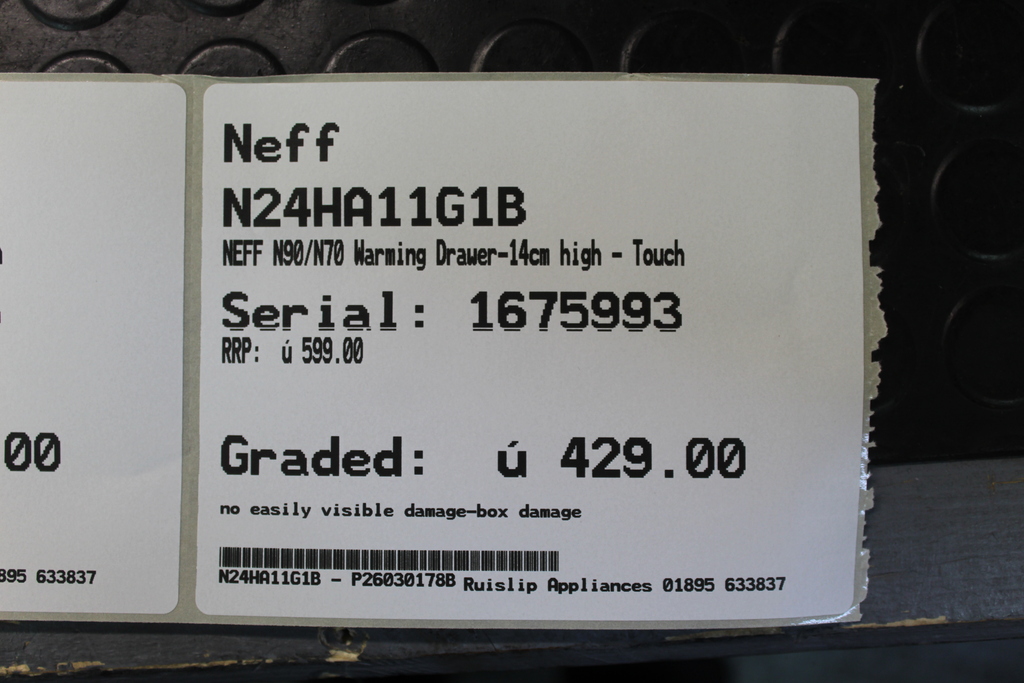 Neff
N24HA11G1B
NEFF N90/N70 Warming Drawer-14cm high - Touch
Serial: 1675993
RRP: ú 599.00
Graded: ú 429.00
no easily visible damage-box damage
N24HA11G1B - P26030178B Ruislip Appliances 01895 633837
00
895 633837